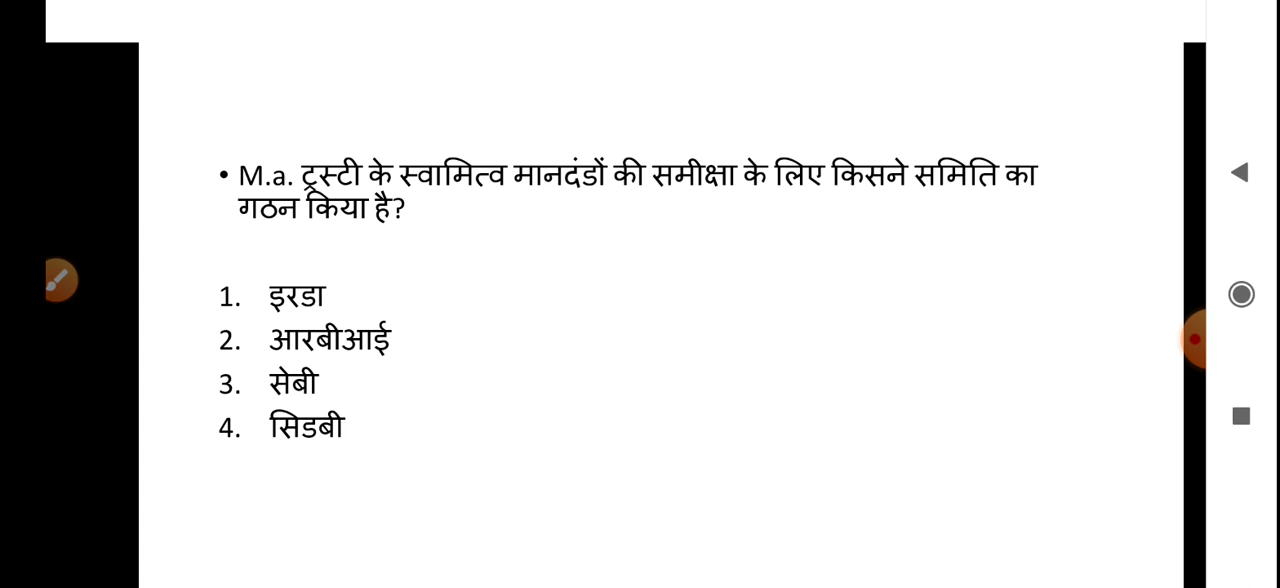 • M.a. ट्रस्टी के स्वामित्व मानदंडों की समीक्षा के लिए किसने समिति का
गठन किया है?
1. इरडा
2. आरबीआई
3. सेबी
4. सिडबी